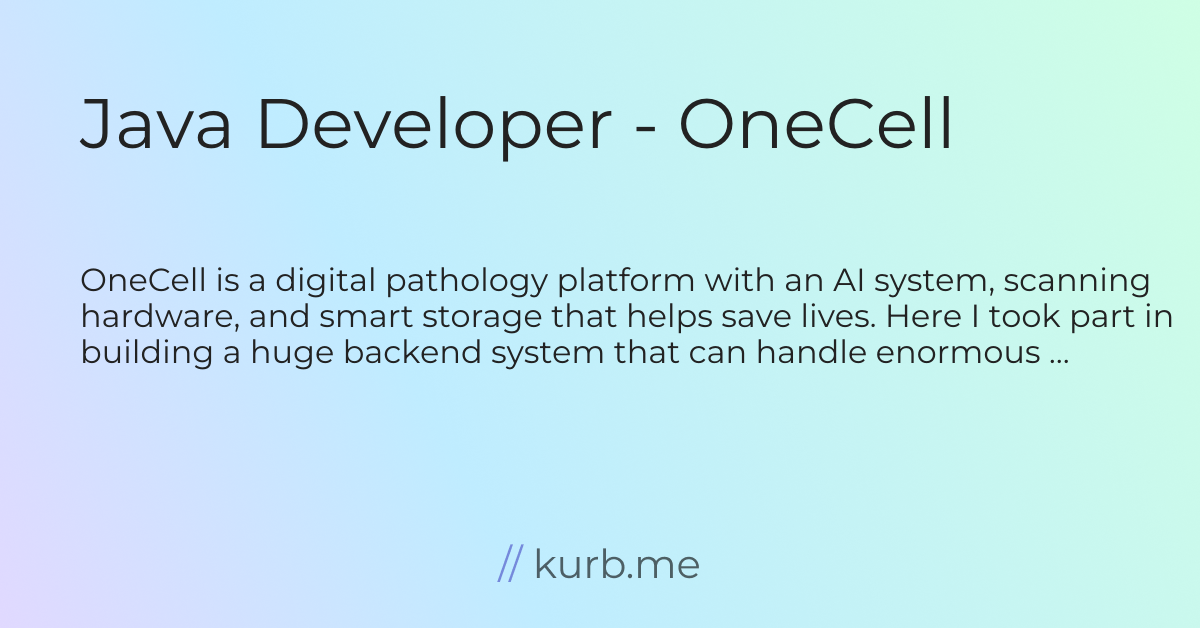 Java Developer - OneCell
OneCell is a digital pathology platform with an AI system, scanning
hardware, and smart storage that helps save lives. Here I took part in
building a huge backend system that can handle enormous ...
// kurb.me